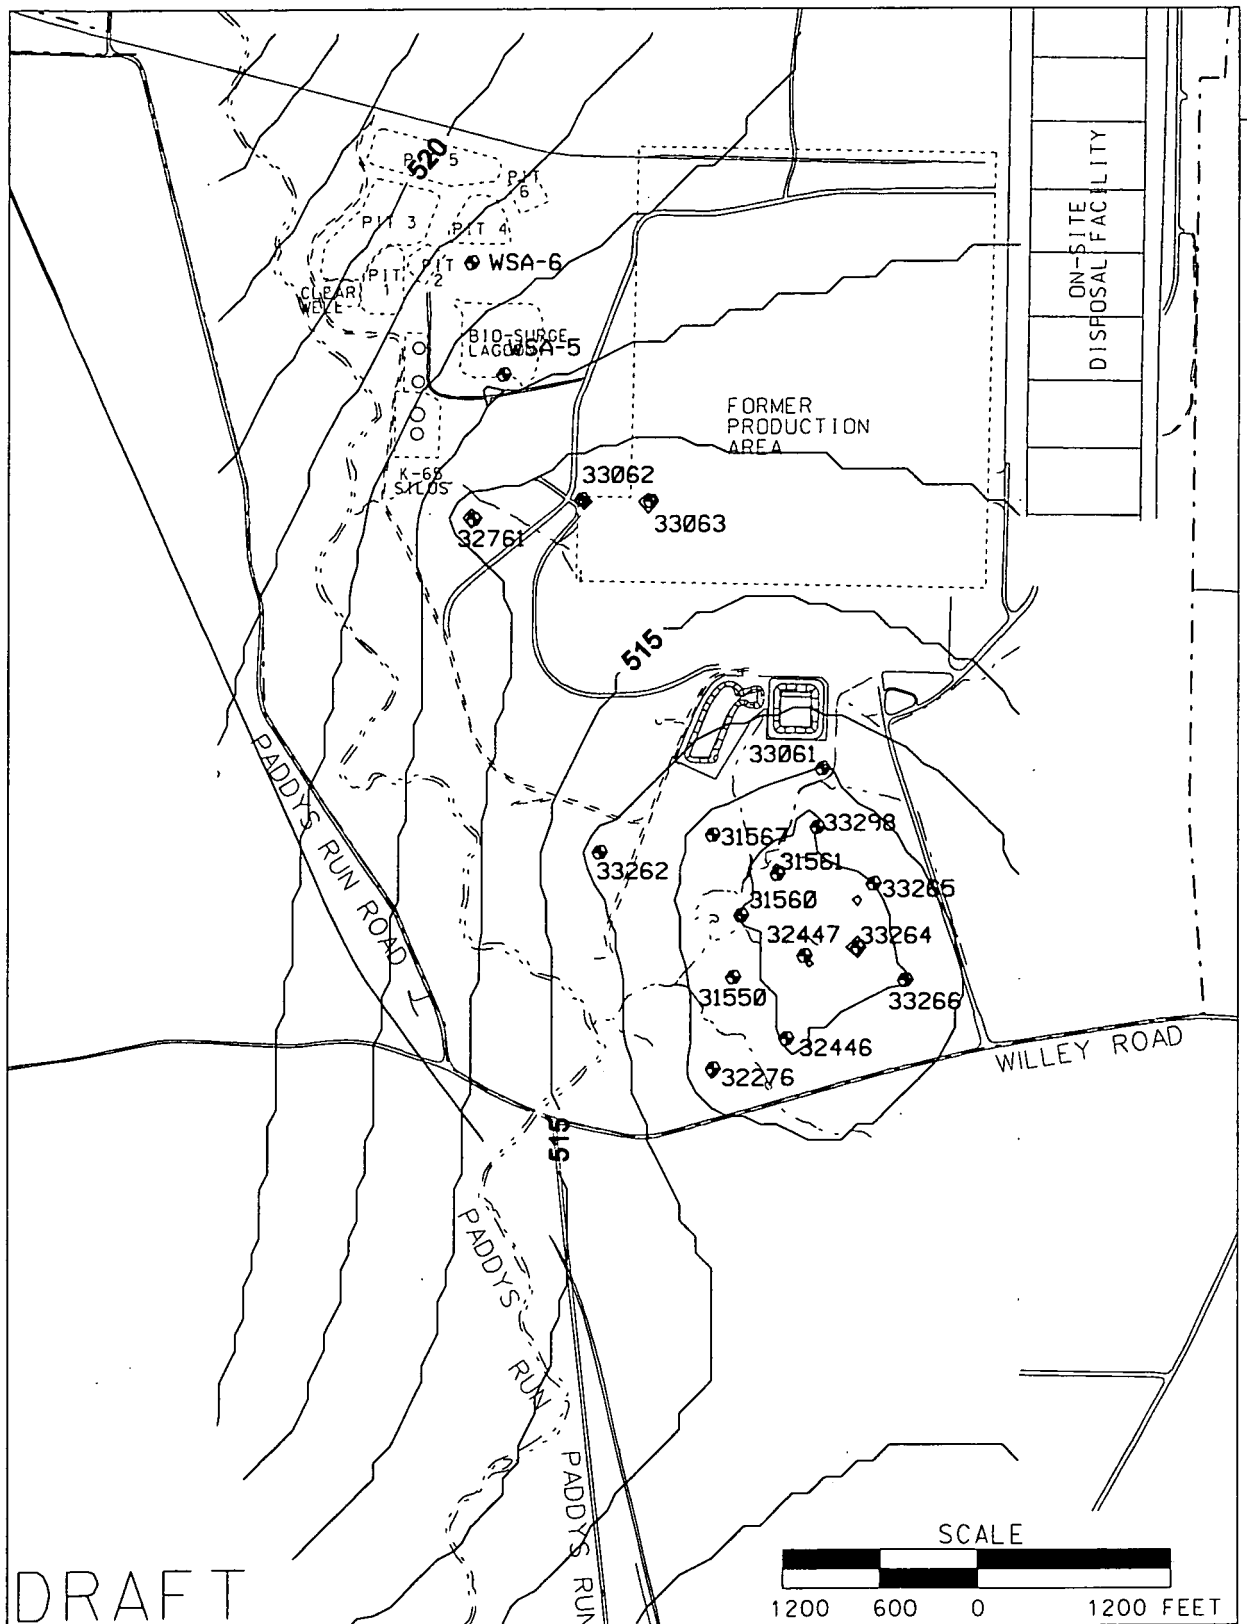 520
PIT 5
PIT
6
PIT 3
PIT 4
WSA-6
PIT
1
PIT
2
CLEAR
WELL
BIO-SURGE
LAGOON
WSA-5
K-65
SILOS
FORMER
PRODUCTION
AREA
ON-SITE
DISPOSAL FACILITY
33062
33063
32761
515
33061
33298
31567
31561
33262
33265
31560
32447
33264
31550
33266
32446
32276
PADDYS RUN ROAD
WILLEY ROAD
515
PADDYS RUN
PADDYS RUN
SCALE
1200 600 0 1200 FEET
DRAFT